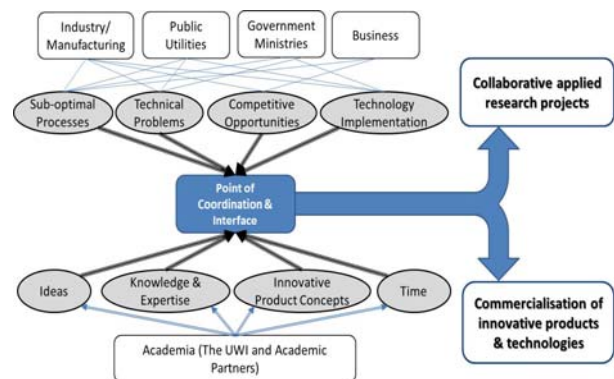 Industry/
Manufacturing
Public
Utilities
Government
Ministries
Business
Sub-optimal
Processes
Technical
Problems
Competitive
Opportunities
Technology
Implementation
Collaborative applied
research projects
Point of
Coordination &
Interface
Ideas
Knowledge &
Expertise
Innovative
Product Concepts
Time
Commercialisation of
innovative products
& technologies
Academia (The UWI and Academic
Partners)